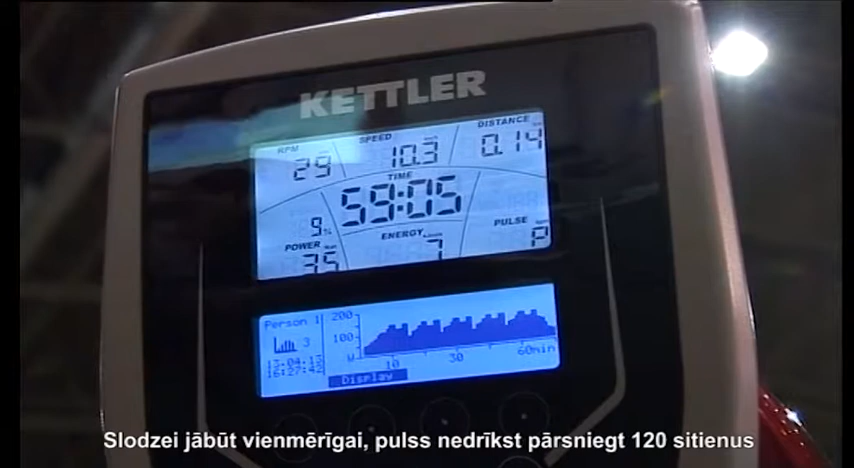 KETTLER
RPM 29
SPEED 10.3
DISTANCE 0.14
TIME
59:05
9%
POWER 35
ENERGY 7
PULSE P
Person 1
3
13.04.13
16:27:42
200
100
W
10 30 60min
Display
Slodzei jābūt vienmērīgai, pulss nedrīkst pārsniegt 120 sitienus